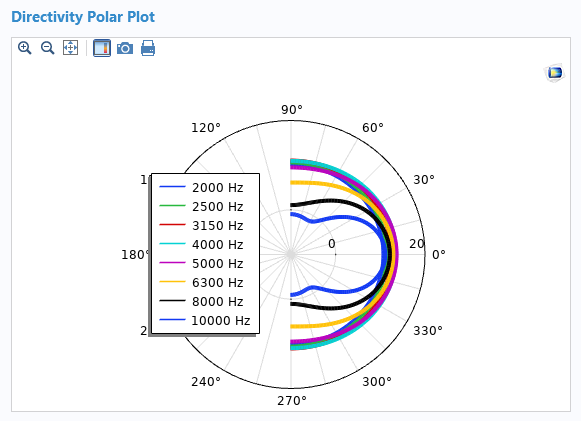 Directivity Polar Plot
90°
120°
60°
30°
2000 Hz
2500 Hz
3150 Hz
4000 Hz
5000 Hz
6300 Hz
8000 Hz
10000 Hz
180°
0
20
0°
330°
240°
300°
270°